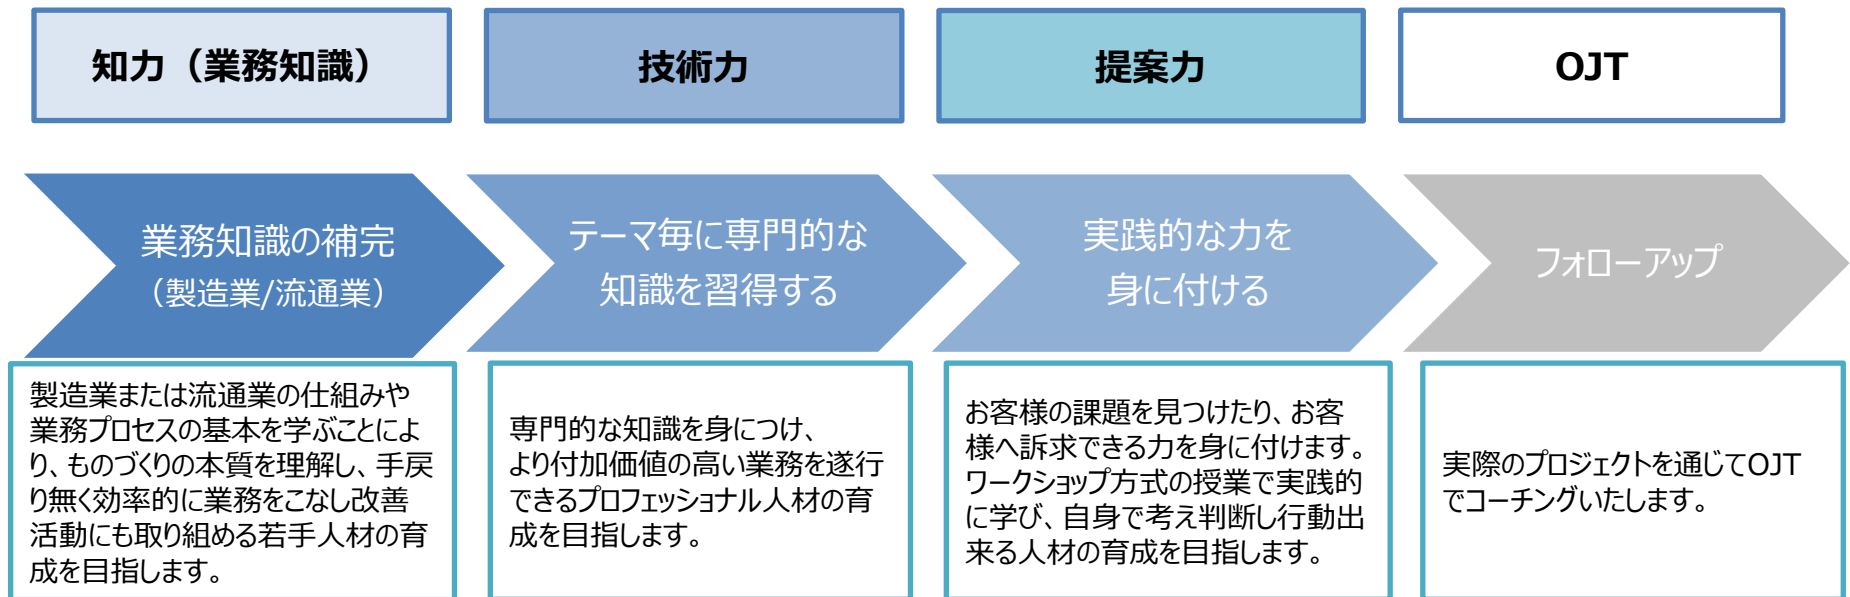 知力（業務知識）
技術力
提案力
OJT
業務知識の補完
（製造業/流通業）
テーマ毎に専門的な
知識を習得する
実践的な力を
身に付ける
フォローアップ
製造業または流通業の仕組みや
業務プロセスの基本を学ぶことによ
り、ものづくりの本質を理解し、手戻
り無く効率的に業務をこなし改善
活動にも取り組める若手人材の育
成を目指します。
専門的な知識を身につけ、
より付加価値の高い業務を遂行
できるプロフェッショナル人材の育
成を目指します。
お客様の課題を見つけたり、お客
様へ訴求できる力を身に付けます。
ワークショップ方式の授業で実践的
に学び、自身で考え判断し行動出
来る人材の育成を目指します。
実際のプロジェクトを通じてOJT
でコーチングいたします。